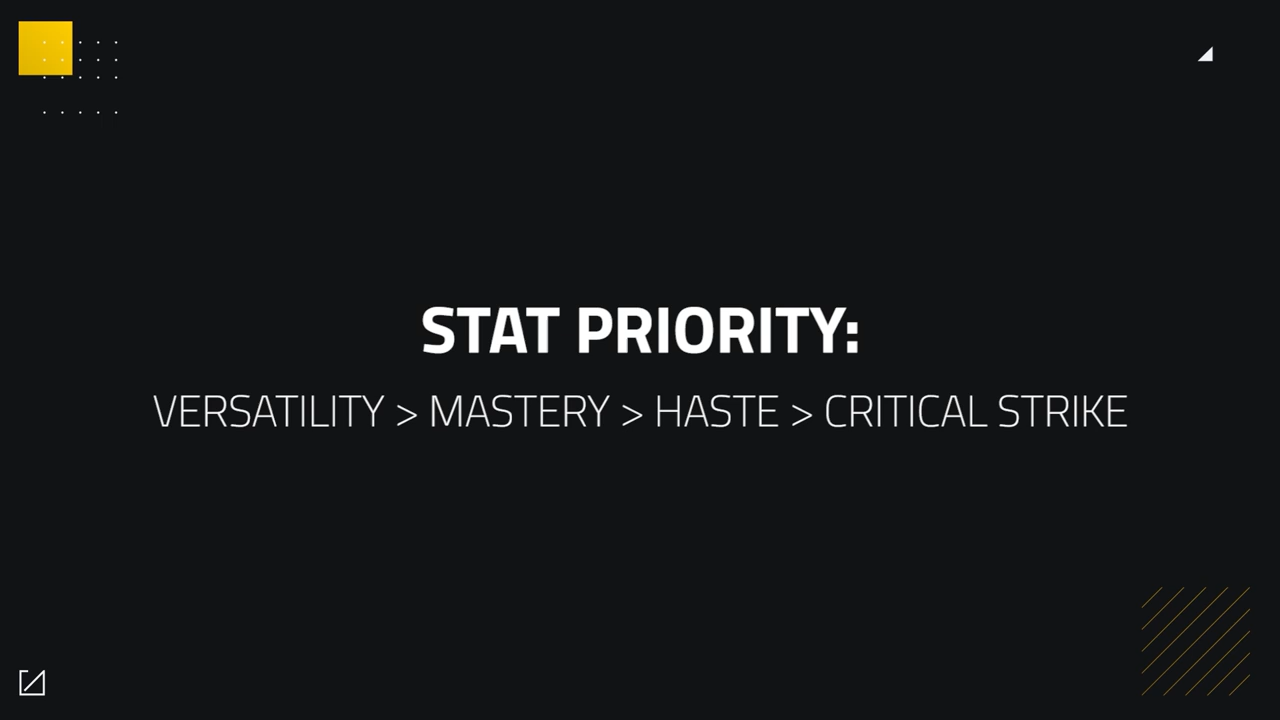 STAT PRIORITY:
VERSATILITY > MASTERY > HASTE > CRITICAL STRIKE